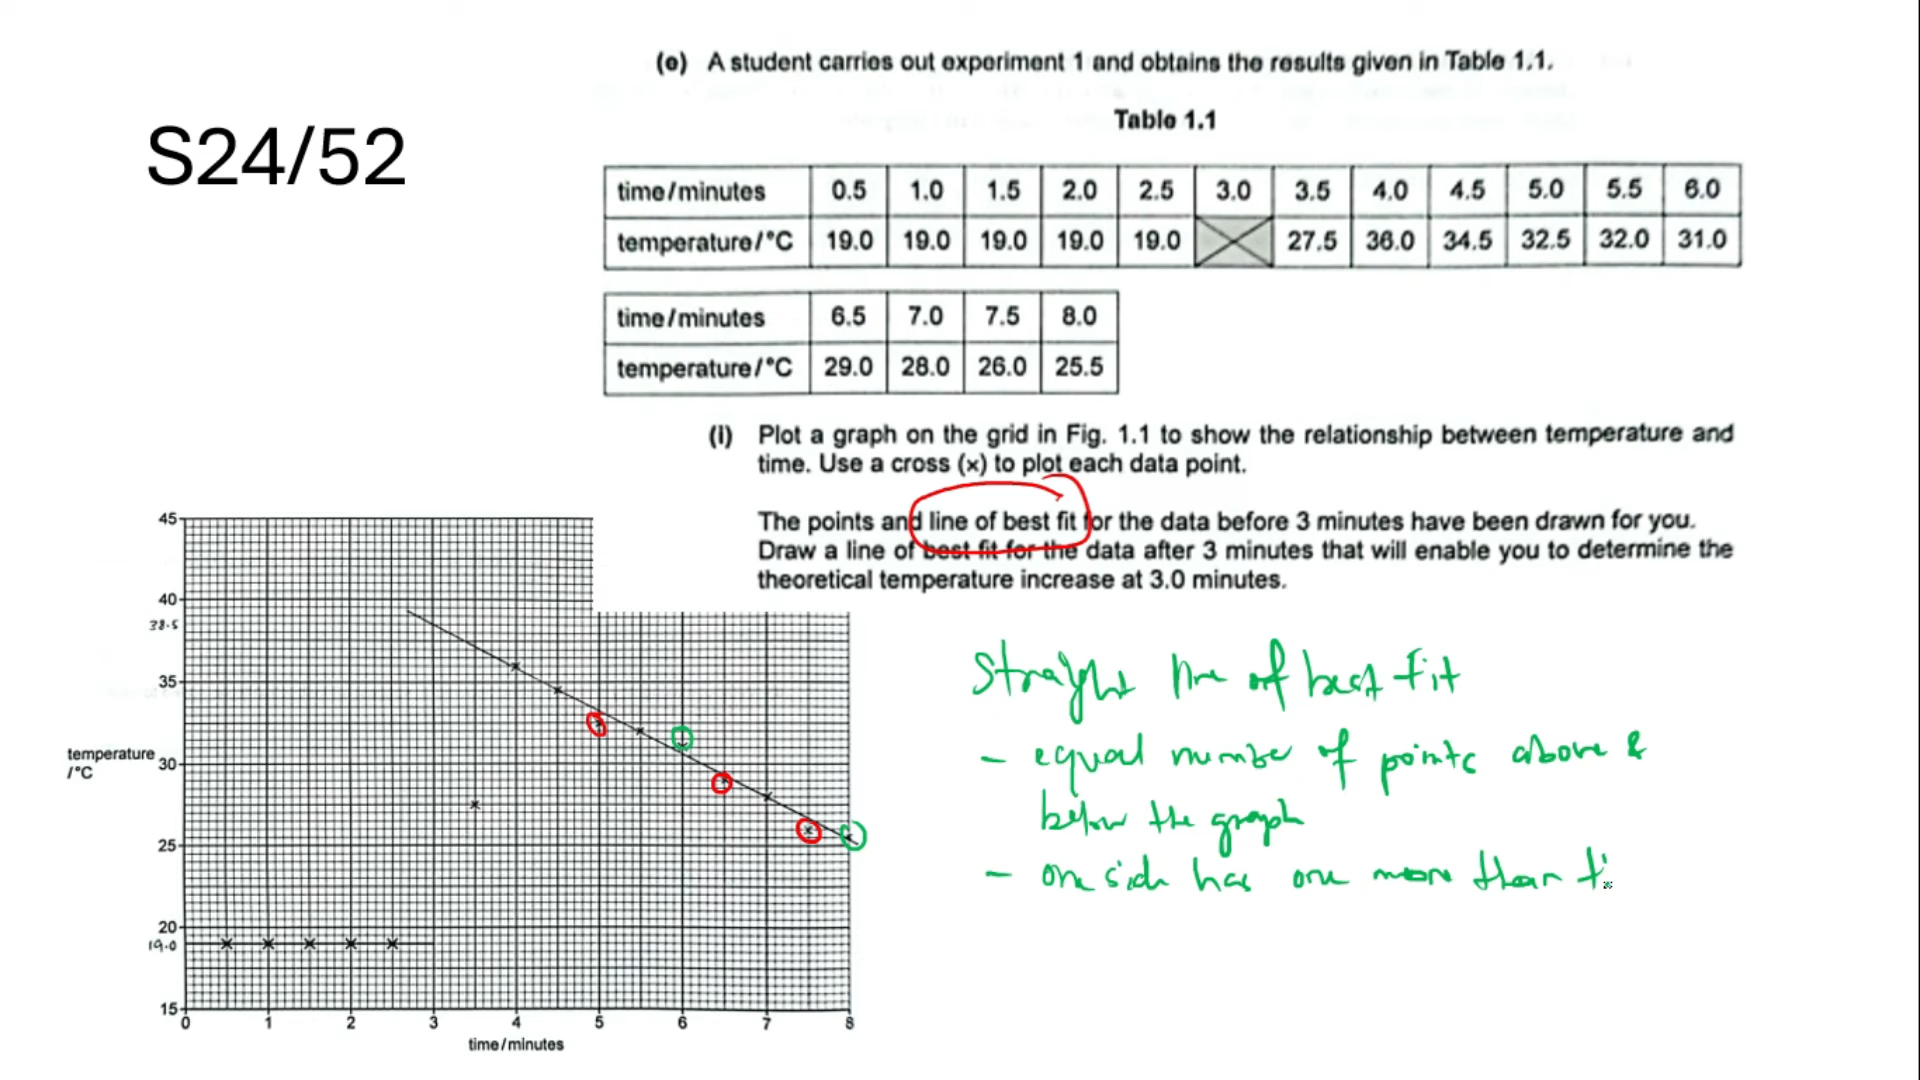 S24/52
(e) A student carries out experiment 1 and obtains the results given in Table 1.1.
Table 1.1
time/minutes 0.5 1.0 1.5 2.0 2.5 3.0 3.5 4.0 4.5 5.0 5.5 6.0
temperature/°C 19.0 19.0 19.0 19.0 19.0 27.5 36.0 34.5 32.5 32.0 31.0
time/minutes 6.5 7.0 7.5 8.0
temperature/°C 29.0 28.0 26.0 25.5
(i) Plot a graph on the grid in Fig. 1.1 to show the relationship between temperature and
time. Use a cross (×) to plot each data point.
The points and line of best fit for the data before 3 minutes have been drawn for you.
Draw a line of best fit for the data after 3 minutes that will enable you to determine the
theoretical temperature increase at 3.0 minutes.
45
40
38.5
35
temperature
/°C
30
25
20
19.0
15
0 1 2 3 4 5 6 7 8
time/minutes
Straight line of best fit
- equal number of points above &
below the graph
- one side has one more than